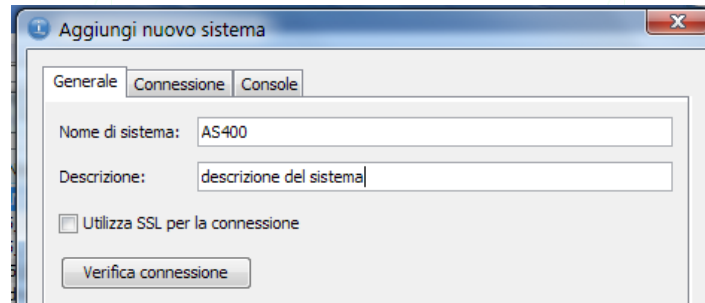 Aggiungi nuovo sistema
Generale Connessione Console
Nome di sistema: AS400
Descrizione: descrizione del sistema
Utilizza SSL per la connessione
Verifica connessione